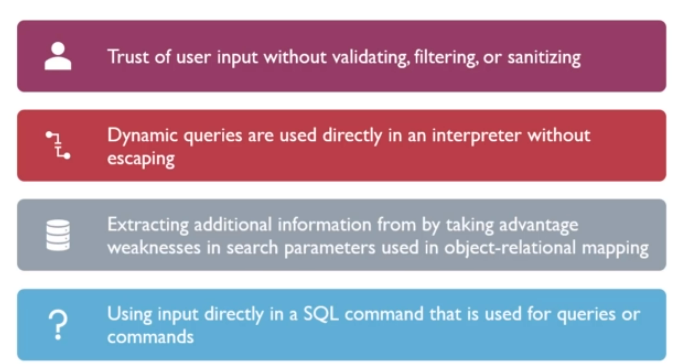 Trust of user input without validating, filtering, or sanitizing
Dynamic queries are used directly in an interpreter without
escaping
Extracting additional information from by taking advantage
weaknesses in search parameters used in object-relational mapping
Using input directly in a SQL command that is used for queries or
commands